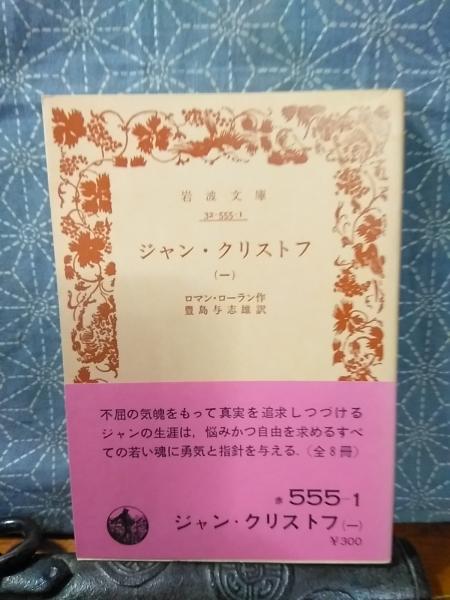 岩波文庫
32-555-1
ジャン・クリストフ
(一)
ロマン・ローラン作
豊島与志雄訳
不屈の気魄をもって真実を追求しつづける
ジャンの生涯は，悩みかつ自由を求めるすべ
ての若い魂に勇気と指針を与える．(全8冊)
赤 555-1
ジャン・クリストフ(一)
¥300